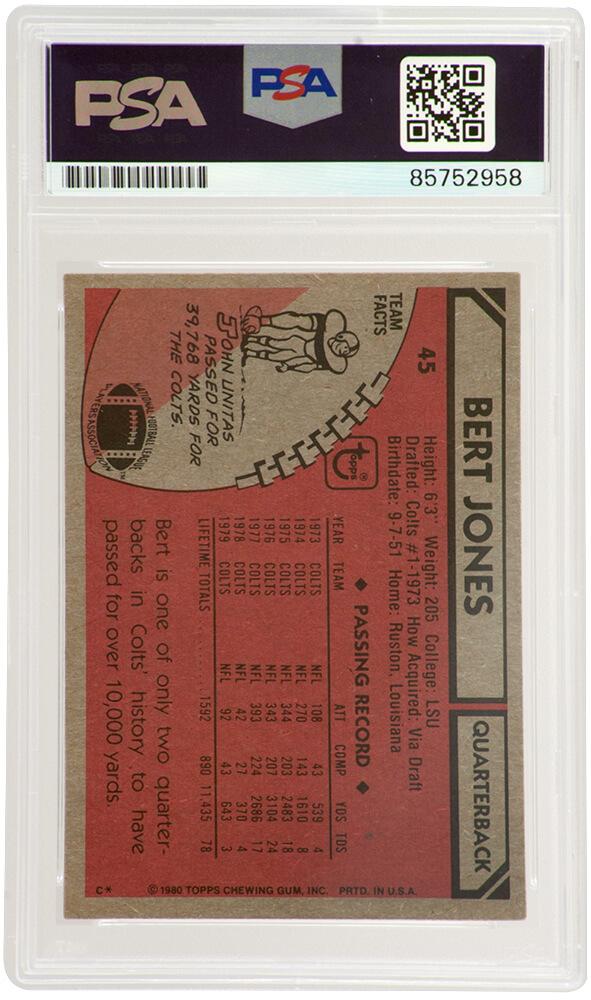 PSA
PSA
85752958
BERT JONES
QUARTERBACK
45
Height: 6'3" Weight: 205 College: LSU
Drafted: Colts #1-1973 How Acquired: Via Draft
Birthdate: 9-7-51 Home: Ruston, Louisiana
TOPPS®
TEAM
FACTS
JOHN UNITAS
PASSED FOR
39,768 YARDS FOR
THE COLTS.
NATIONAL FOOTBALL LEAGUE
PLAYERS ASSOCIATION
TM
◆ PASSING RECORD ◆
YEAR TEAM ATT COMP YDS TDS
1973 COLTS NFL 108 43 539 4
1974 COLTS NFL 270 143 1610 8
1975 COLTS NFL 344 203 2483 18
1976 COLTS NFL 343 207 3104 24
1977 COLTS NFL 393 224 2686 17
1978 COLTS NFL 42 27 370 4
1979 COLTS NFL 92 43 643 3
LIFETIME TOTALS 1592 890 11,435 78
Bert is one of only two quarter-
backs in Colts' history to have
passed for over 10,000 yards.
C* © 1980 TOPPS CHEWING GUM, INC. PRTD. IN U.S.A.